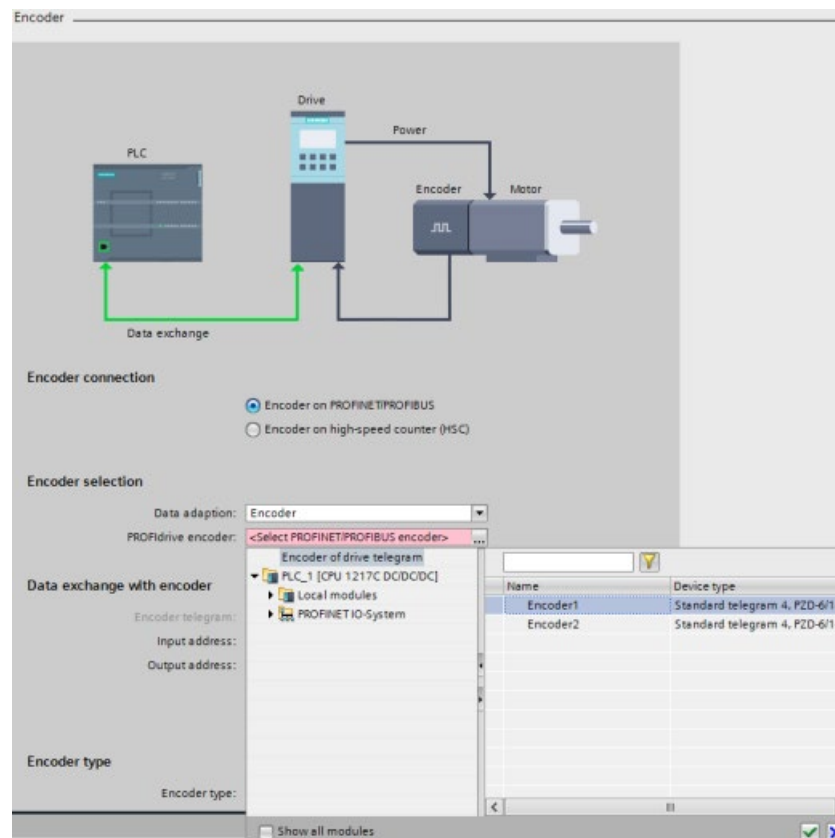 Encoder
Drive
Power
PLC
Encoder Motor
Data exchange
Encoder connection
Encoder on PROFINET/PROFIBUS
Encoder on high-speed counter (HSC)
Encoder selection
Data adaption: Encoder
PROFIdrive encoder: <Select PROFINET/PROFIBUS encoder> ...
Encoder of drive telegram
PLC_1 [CPU 1217C DC/DC/DC]
Name Device type
Data exchange with encoder
Local modules
Encoder1 Standard telegram 4, PZD-6/1
Encoder telegram:
PROFINET IO-System
Encoder2 Standard telegram 4, PZD-6/1
Input address:
Output address:
Encoder type
Encoder type:
Show all modules